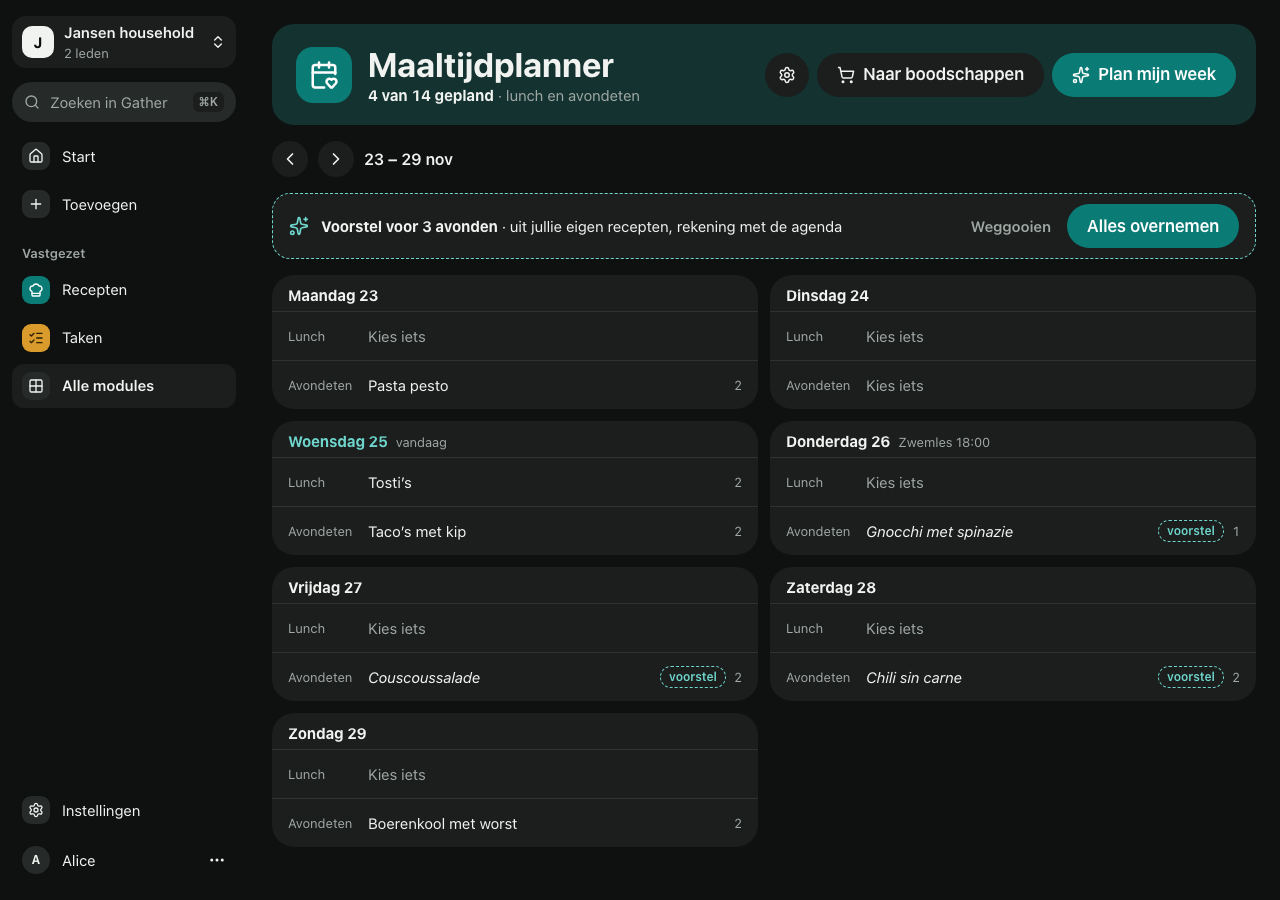 J
Jansen household
2 leden
Zoeken in Gather ⌘K
Start
Toevoegen
Vastgezet
Recepten
Taken
Alle modules
Instellingen
A Alice
Maaltijdplanner
4 van 14 gepland · lunch en avondeten
Naar boodschappen
Plan mijn week
23 – 29 nov
Voorstel voor 3 avonden · uit jullie eigen recepten, rekening met de agenda
Weggooien
Alles overnemen
Maandag 23
Lunch Kies iets
Avondeten Pasta pesto 2
Dinsdag 24
Lunch Kies iets
Avondeten Kies iets
Woensdag 25 vandaag
Lunch Tosti’s 2
Avondeten Taco’s met kip 2
Donderdag 26 Zwemles 18:00
Lunch Kies iets
Avondeten Gnocchi met spinazie voorstel 1
Vrijdag 27
Lunch Kies iets
Avondeten Couscoussalade voorstel 2
Zaterdag 28
Lunch Kies iets
Avondeten Chili sin carne voorstel 2
Zondag 29
Lunch Kies iets
Avondeten Boerenkool met worst 2